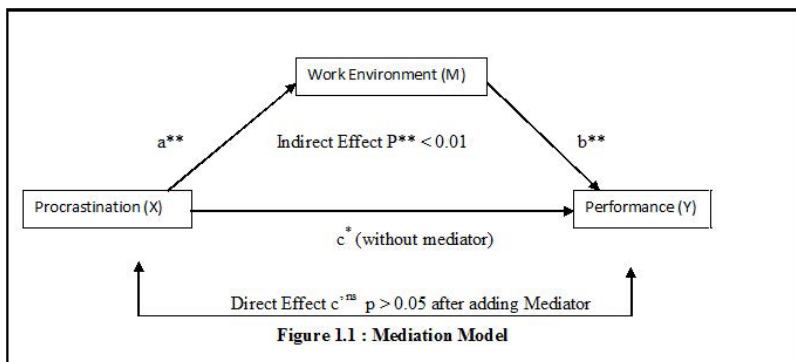 Work Environment (M)
a**
Indirect Effect P** < 0.01
b**
Procrastination (X)
Performance (Y)
c* (without mediator)
Direct Effect c'ns p > 0.05 after adding Mediator
Figure 1.1 : Mediation Model